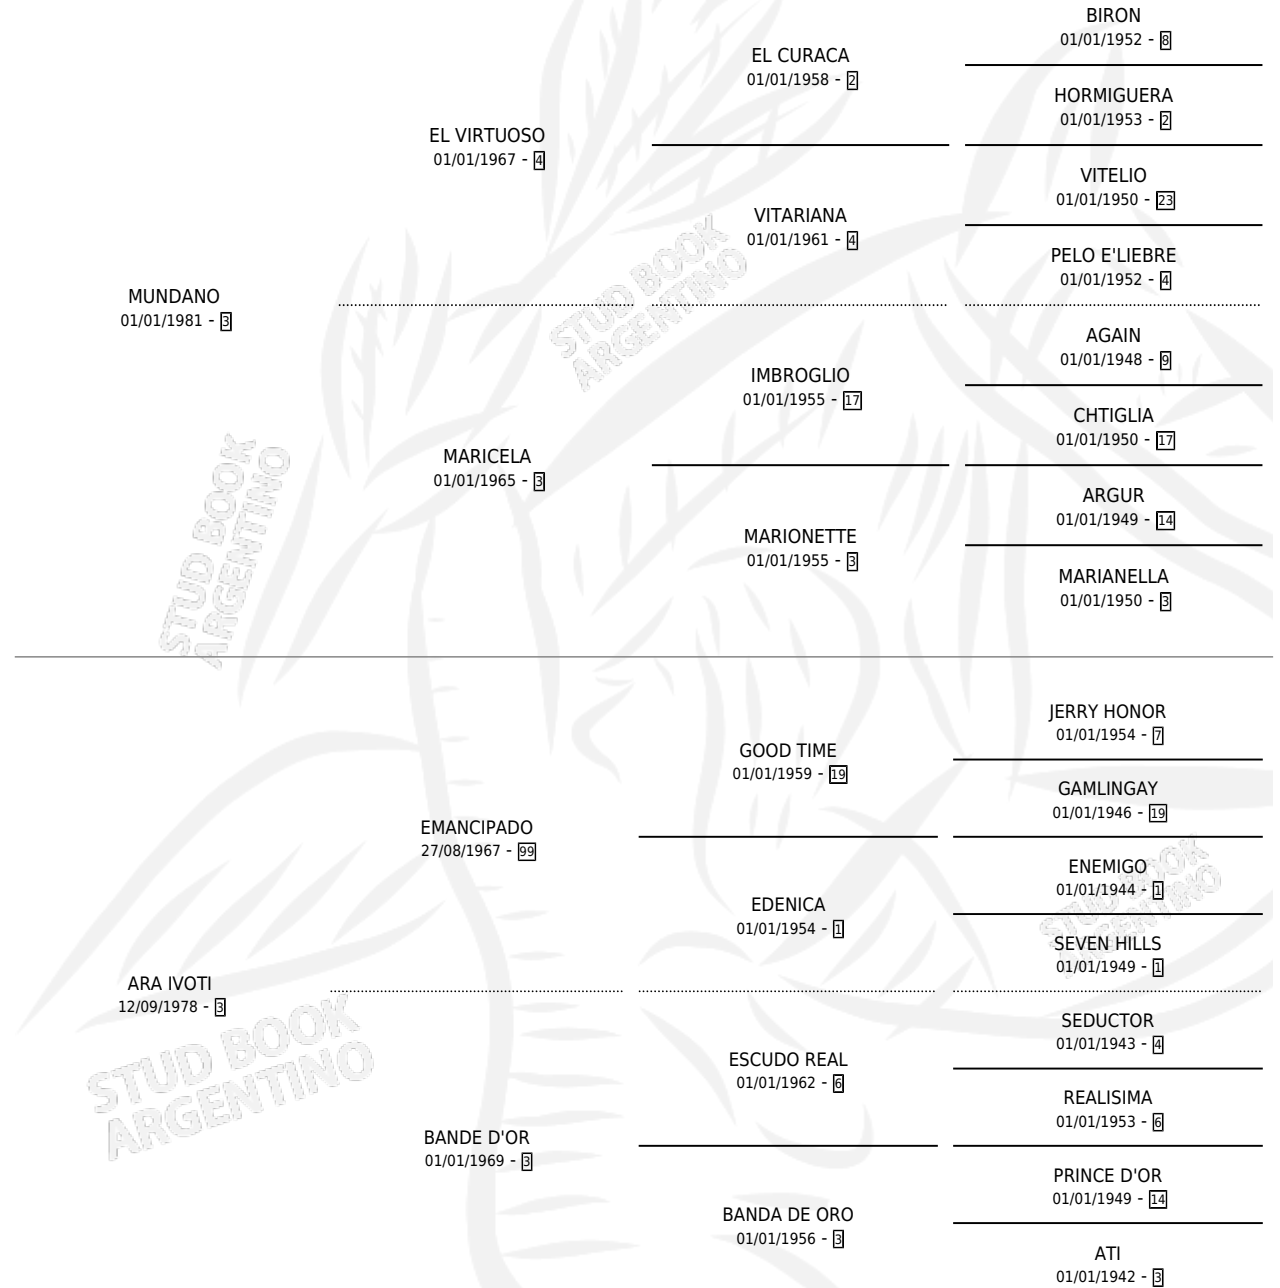 BIRON
01/01/1952 - 8
EL CURACA
01/01/1958 - 2
HORMIGUERA
01/01/1953 - 2
EL VIRTUOSO
01/01/1967 - 4
VITELIO
01/01/1950 - 23
VITARIANA
01/01/1961 - 4
PELO E'LIEBRE
01/01/1952 - 4
MUNDANO
01/01/1981 - 3
AGAIN
01/01/1948 - 9
IMBROGLIO
01/01/1955 - 17
CHTIGLIA
01/01/1950 - 17
MARICELA
01/01/1965 - 3
ARGUR
01/01/1949 - 14
MARIONETTE
01/01/1955 - 3
MARIANELLA
01/01/1950 - 3
JERRY HONOR
01/01/1954 - 7
GOOD TIME
01/01/1959 - 19
GAMLINGAY
01/01/1946 - 19
EMANCIPADO
27/08/1967 - 99
ENEMIGO
01/01/1944 - 1
EDENICA
01/01/1954 - 1
SEVEN HILLS
01/01/1949 - 1
ARA IVOTI
12/09/1978 - 3
SEDUCTOR
01/01/1943 - 4
ESCUDO REAL
01/01/1962 - 6
REALISIMA
01/01/1953 - 6
BANDE D'OR
01/01/1969 - 3
PRINCE D'OR
01/01/1949 - 14
BANDA DE ORO
01/01/1956 - 3
ATI
01/01/1942 - 3
STUD BOOK
ARGENTINO
STUD BOOK
ARGENTINO
STUD BOOK
ARGENTINO
STUD BOOK
ARGENTINO